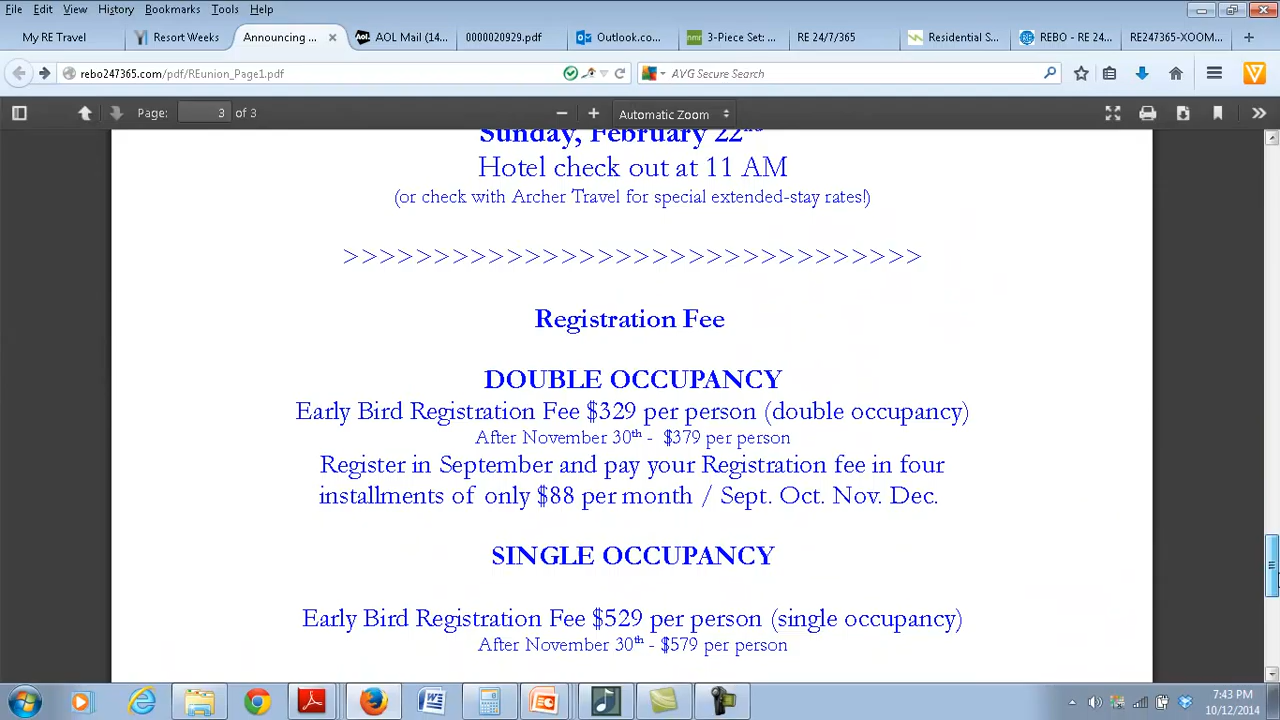 File Edit View History Bookmarks Tools Help
My RE Travel
Resort Weeks
Announcing ...
AOL Mail (14...
0000020929.pdf
Outlook.co...
3-Piece Set: ...
RE 24/7/365
Residential S...
REBO - RE 24...
RE247365-XOOM...
rebo247365.com/pdf/REunion_Page1.pdf
AVG Secure Search
Page: 3 of 3
Automatic Zoom
Sunday, February 22nd
Hotel check out at 11 AM
(or check with Archer Travel for special extended-stay rates!)
>>>>>>>>>>>>>>>>>>>>>>>>>>>>>>>>
Registration Fee
DOUBLE OCCUPANCY
Early Bird Registration Fee $329 per person (double occupancy)
After November 30th - $379 per person
Register in September and pay your Registration fee in four
installments of only $88 per month / Sept. Oct. Nov. Dec.
SINGLE OCCUPANCY
Early Bird Registration Fee $529 per person (single occupancy)
After November 30th - $579 per person
7:43 PM
10/12/2014